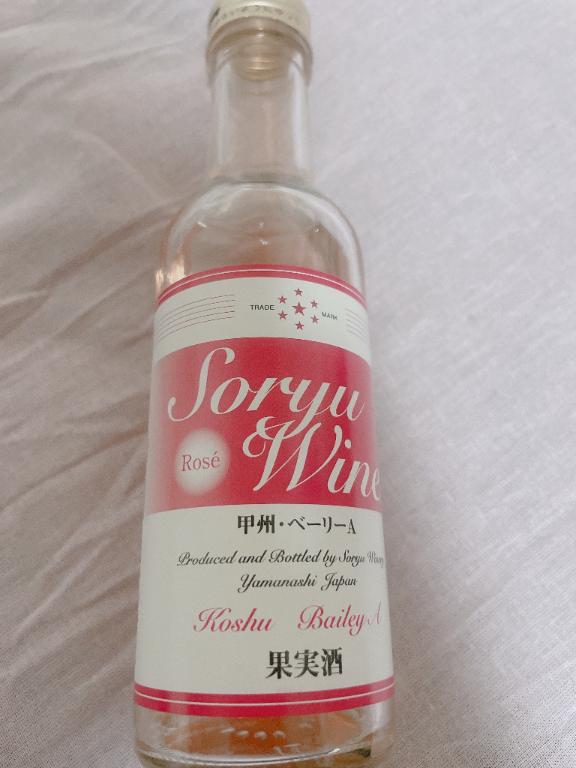 TRADE MARK
Soryu
Rosé
Wine
甲州・ベーリーA
Produced and Bottled by Soryu Winery
Yamanashi Japan
Koshu Bailey A
果実酒